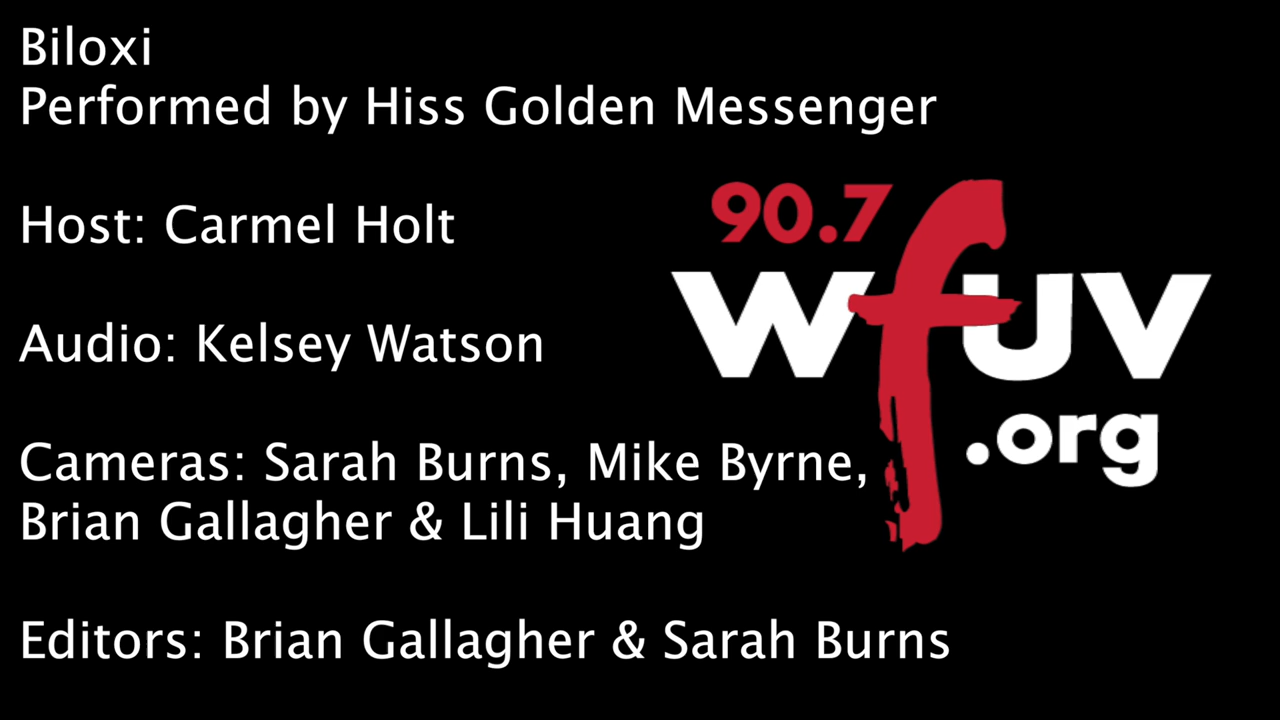 Biloxi
Performed by Hiss Golden Messenger
Host: Carmel Holt
Audio: Kelsey Watson
Cameras: Sarah Burns, Mike Byrne,
Brian Gallagher & Lili Huang
Editors: Brian Gallagher & Sarah Burns
90.7
wfuv
.org